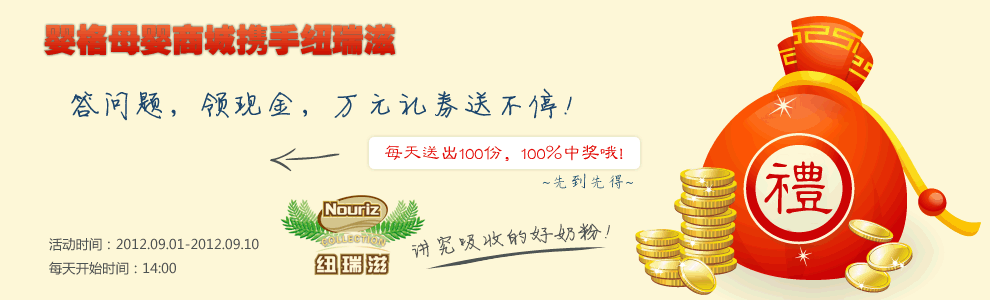 婴格母婴商城携手纽瑞滋
答问题，领现金，万元礼券送不停！
每天送出100份，100%中奖哦！
~先到先得~
Nouriz
COLLECTION
纽瑞滋
讲究吸收的好奶粉！
活动时间：2012.09.01-2012.09.10
每天开始时间：14:00
禮